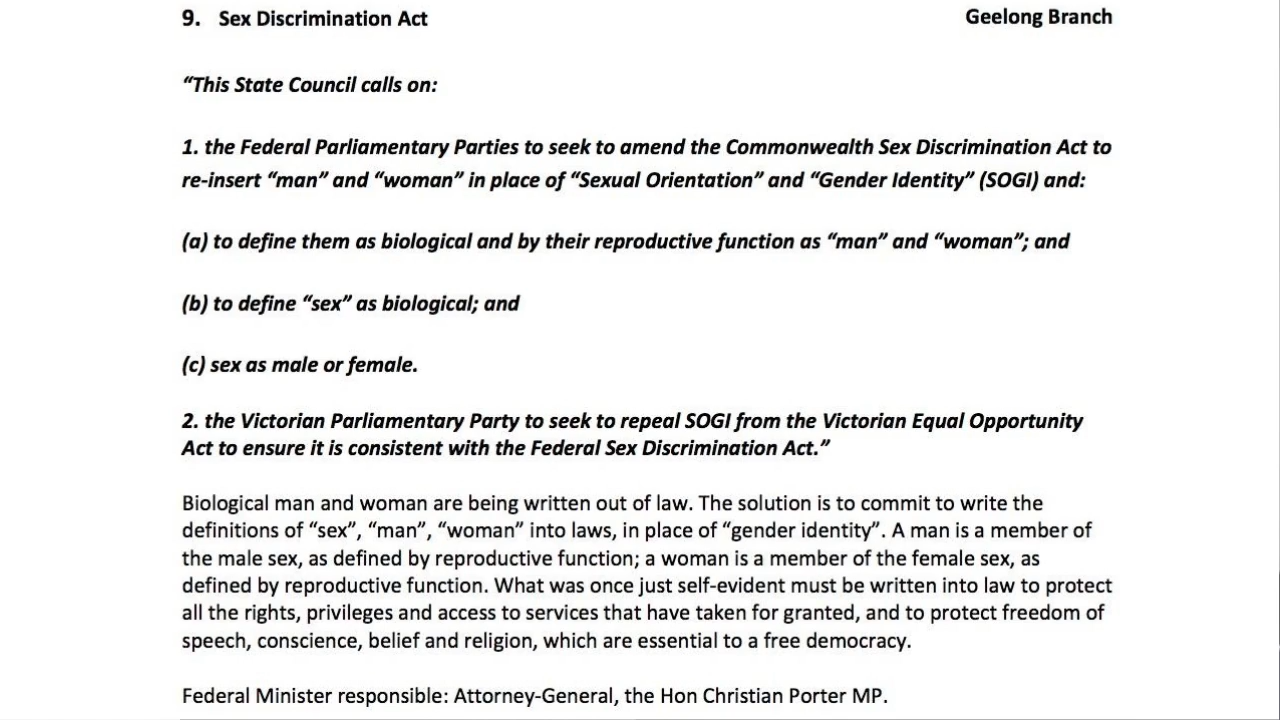 9. Sex Discrimination Act Geelong Branch
“This State Council calls on:
1. the Federal Parliamentary Parties to seek to amend the Commonwealth Sex Discrimination Act to
re-insert “man” and “woman” in place of “Sexual Orientation” and “Gender Identity” (SOGI) and:
(a) to define them as biological and by their reproductive function as “man” and “woman”; and
(b) to define “sex” as biological; and
(c) sex as male or female.
2. the Victorian Parliamentary Party to seek to repeal SOGI from the Victorian Equal Opportunity
Act to ensure it is consistent with the Federal Sex Discrimination Act.”
Biological man and woman are being written out of law. The solution is to commit to write the
definitions of “sex”, “man”, “woman” into laws, in place of “gender identity”. A man is a member of
the male sex, as defined by reproductive function; a woman is a member of the female sex, as
defined by reproductive function. What was once just self-evident must be written into law to protect
all the rights, privileges and access to services that have taken for granted, and to protect freedom of
speech, conscience, belief and religion, which are essential to a free democracy.
Federal Minister responsible: Attorney-General, the Hon Christian Porter MP.